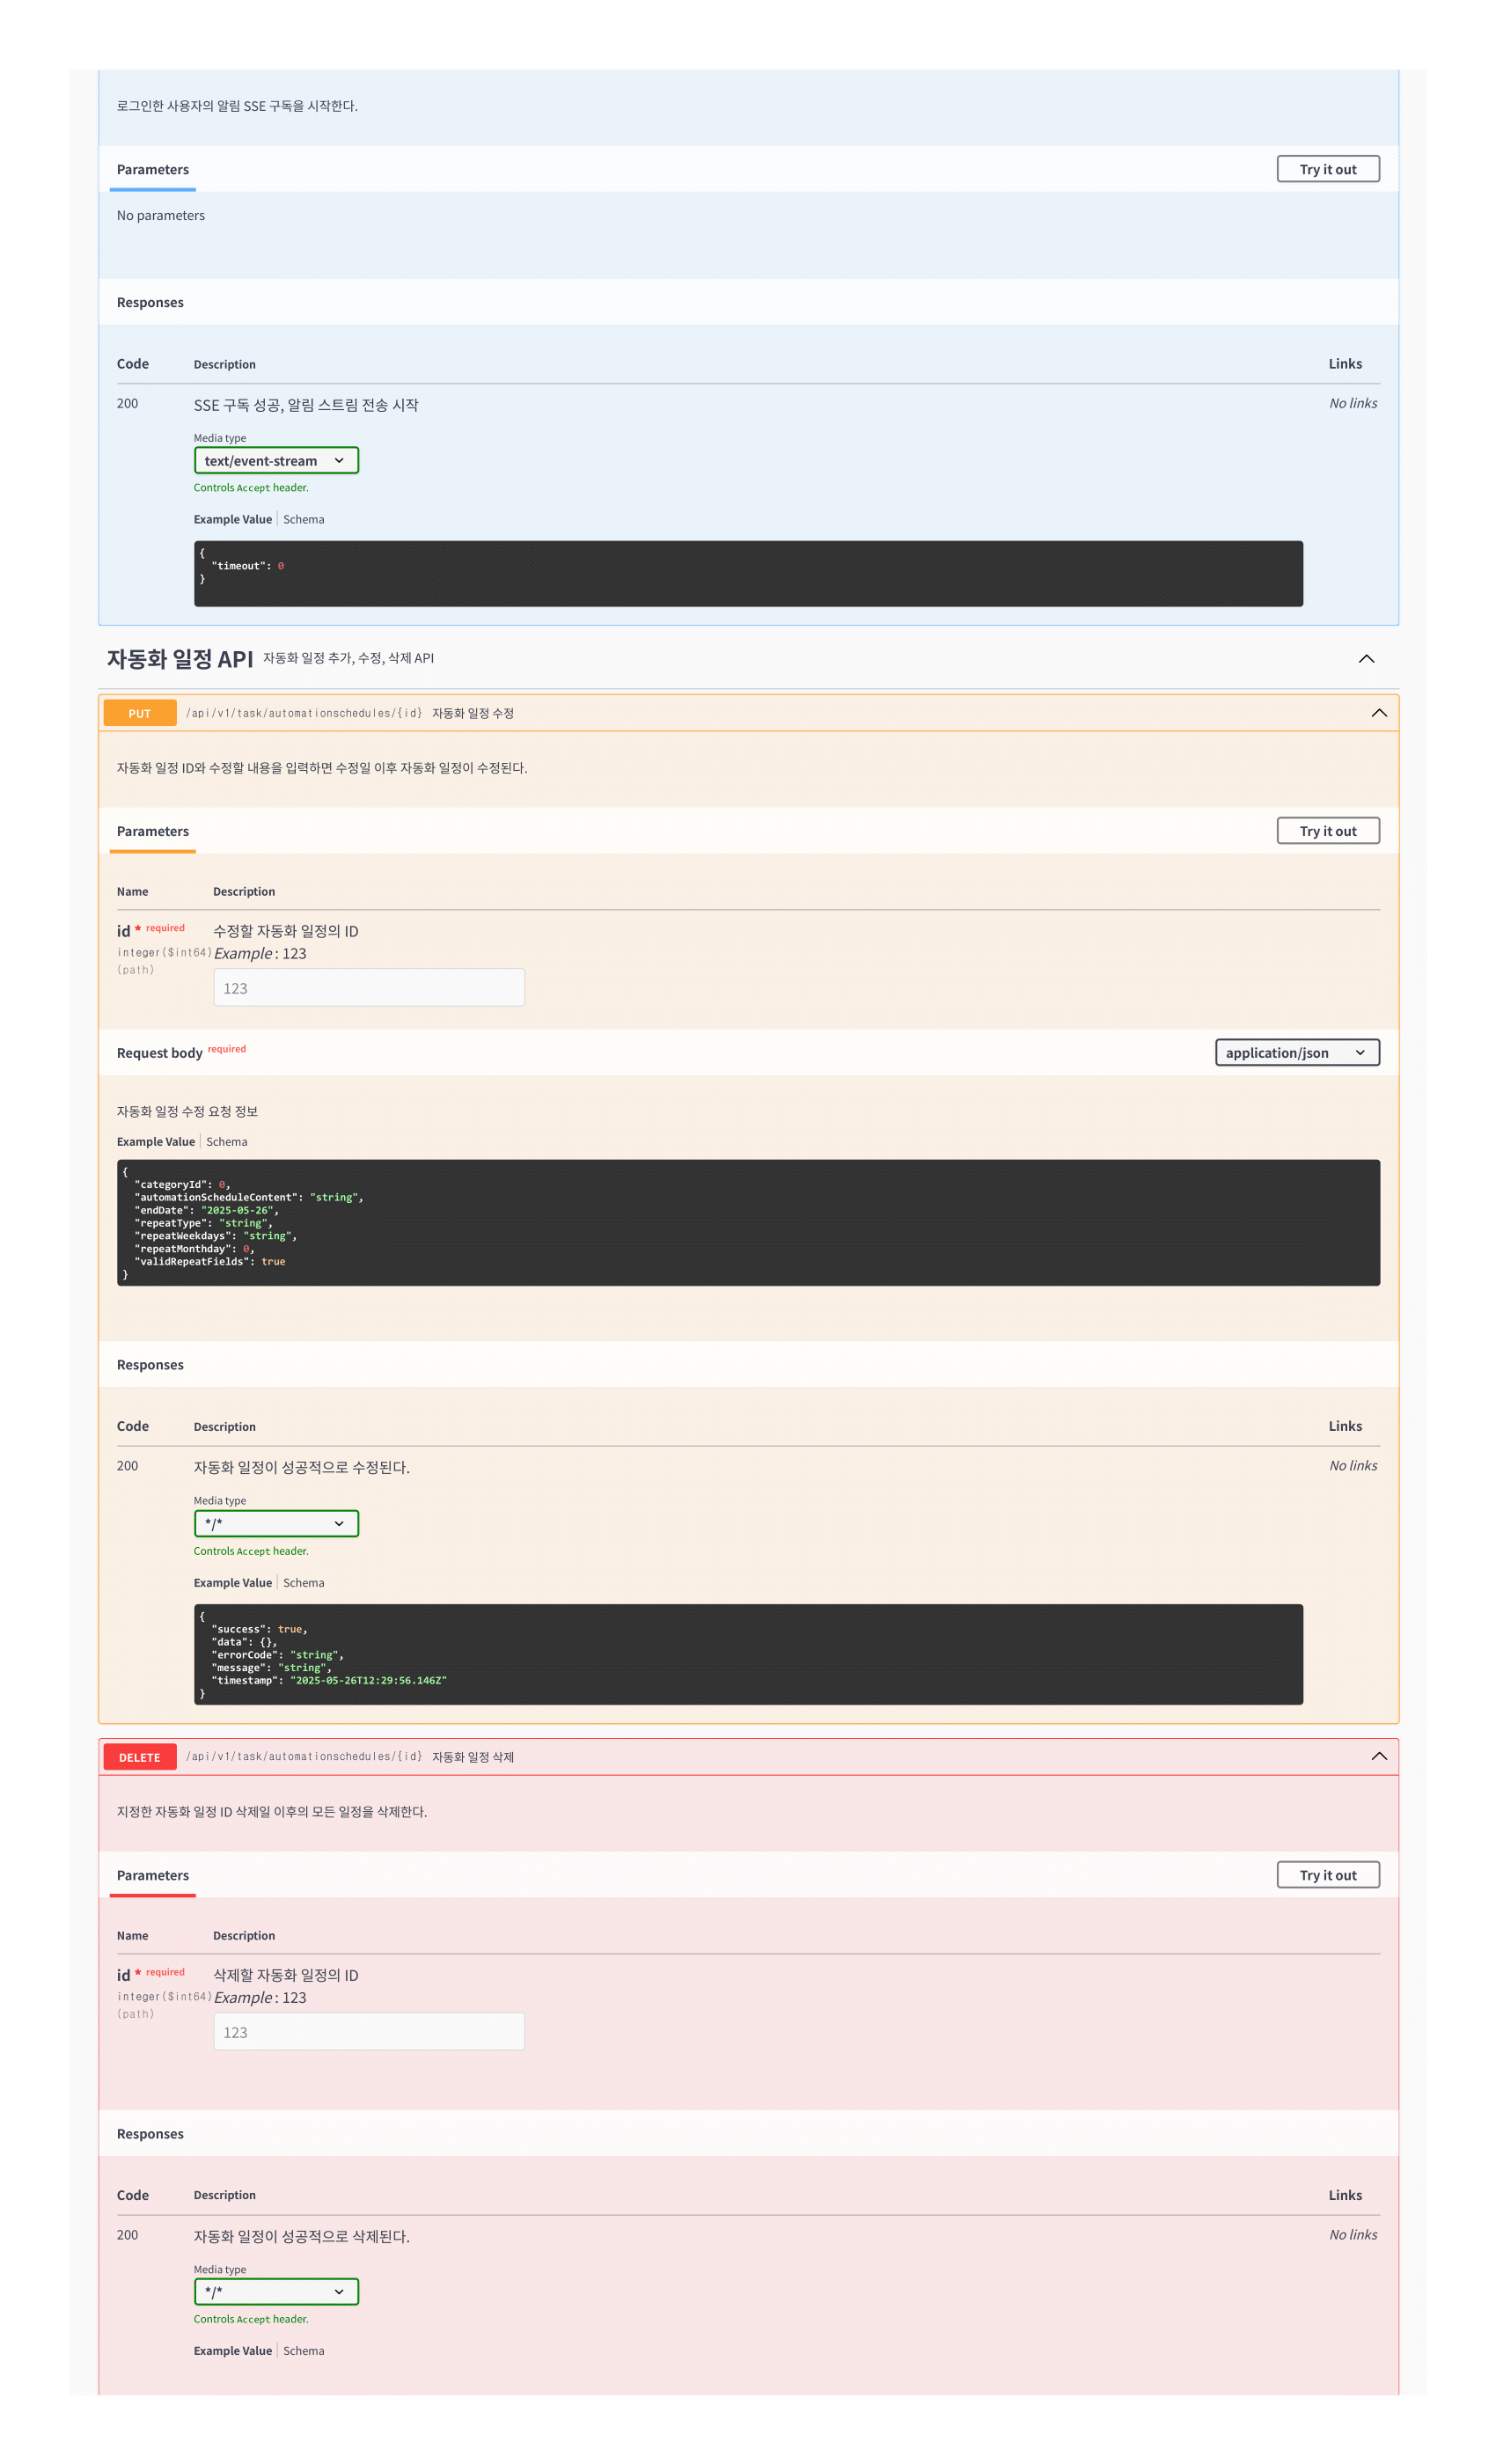 로그인한 사용자의 알림 SSE 구독을 시작한다.
Parameters
Try it out
No parameters
Responses
Code Description Links
200 SSE 구독 성공, 알림 스트림 전송 시작 No links
Media type
text/event-stream
Controls Accept header.
Example Value Schema
{
"timeout": 0
}
자동화 일정 API 자동화 일정 추가, 수정, 삭제 API
PUT /api/v1/task/automationschedules/{id} 자동화 일정 수정
자동화 일정 ID와 수정할 내용을 입력하면 수정일 이후 자동화 일정이 수정된다.
Parameters
Try it out
Name Description
id * required 수정할 자동화 일정의 ID
integer($int64) Example : 123
(path)
123
Request body required application/json
자동화 일정 수정 요청 정보
Example Value Schema
{
"categoryId": 0,
"automationScheduleContent": "string",
"endDate": "2025-05-26",
"repeatType": "string",
"repeatWeekdays": "string",
"repeatMonthday": 0,
"validRepeatFields": true
}
Responses
Code Description Links
200 자동화 일정이 성공적으로 수정된다. No links
Media type
*/*
Controls Accept header.
Example Value Schema
{
"success": true,
"data": {},
"errorCode": "string",
"message": "string",
"timestamp": "2025-05-26T12:29:56.146Z"
}
DELETE /api/v1/task/automationschedules/{id} 자동화 일정 삭제
지정한 자동화 일정 ID 삭제일 이후의 모든 일정을 삭제한다.
Parameters
Try it out
Name Description
id * required 삭제할 자동화 일정의 ID
integer($int64) Example : 123
(path)
123
Responses
Code Description Links
200 자동화 일정이 성공적으로 삭제된다. No links
Media type
*/*
Controls Accept header.
Example Value Schema